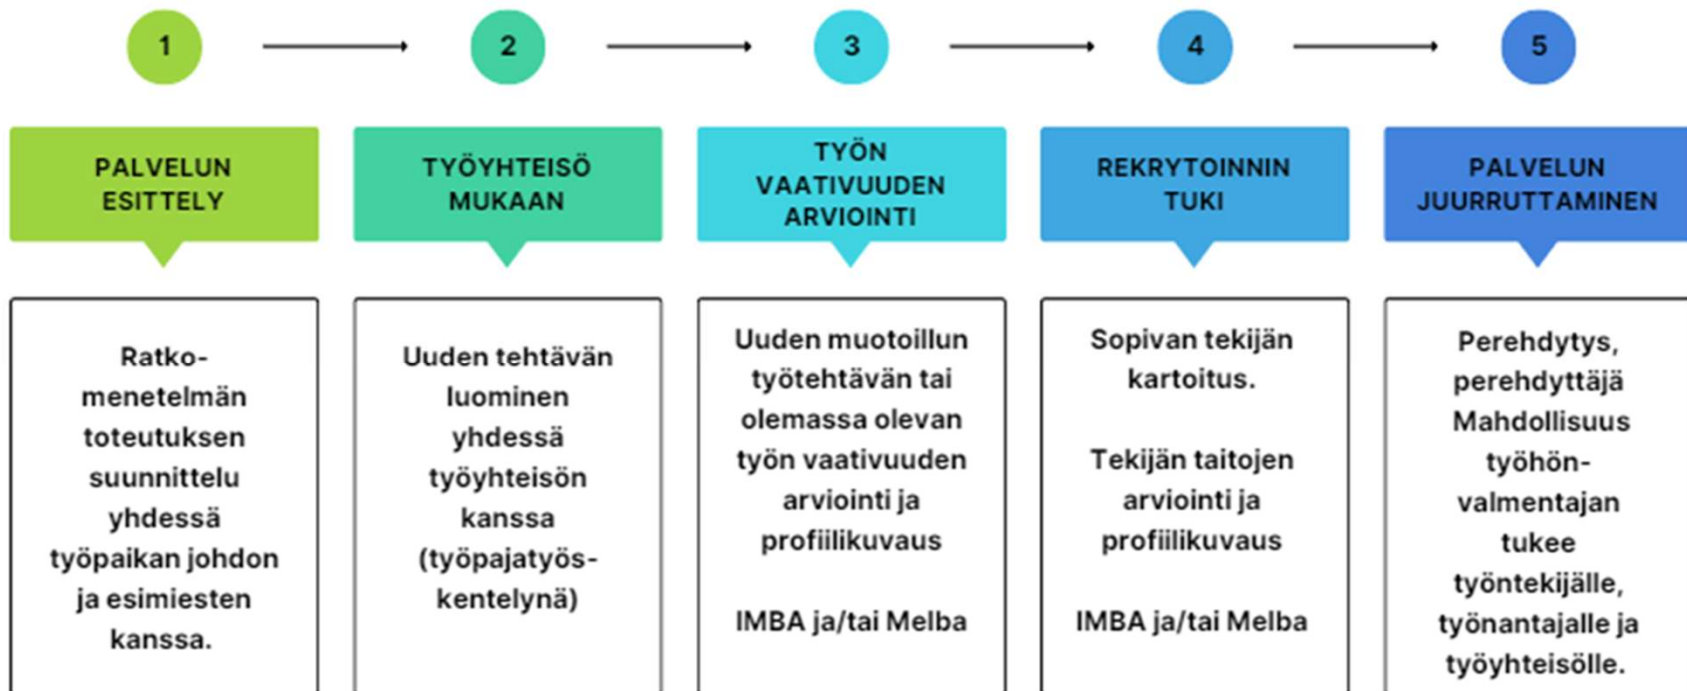 1
2
3
4
5
PALVELUN
ESITTELY
TYÖYHTEISÖ
MUKAAN
TYÖN
VAATIVUUDEN
ARVIOINTI
REKRYTOINNIN
TUKI
PALVELUN
JUURRUTTAMINEN
Ratko-
menetelmän
toteutuksen
suunnittelu
yhdessä
työpaikan johdon
ja esimiesten
kanssa.
Uuden tehtävän
luominen
yhdessä
työyhteisön
kanssa
(työpajatyös-
kentelynä)
Uuden muotoillun
työtehtävän tai
olemassa olevan
työn vaativuuden
arviointi ja
profiilikuvaus
IMBA ja/tai Melba
Sopivan tekijän
kartoitus.
Tekijän taitojen
arviointi ja
profiilikuvaus
IMBA ja/tai Melba
Perehdytys,
perehdyttäjä
Mahdollisuus
työhön-
valmentajan
tukee
työntekijälle,
työnantajalle ja
työyhteisölle.